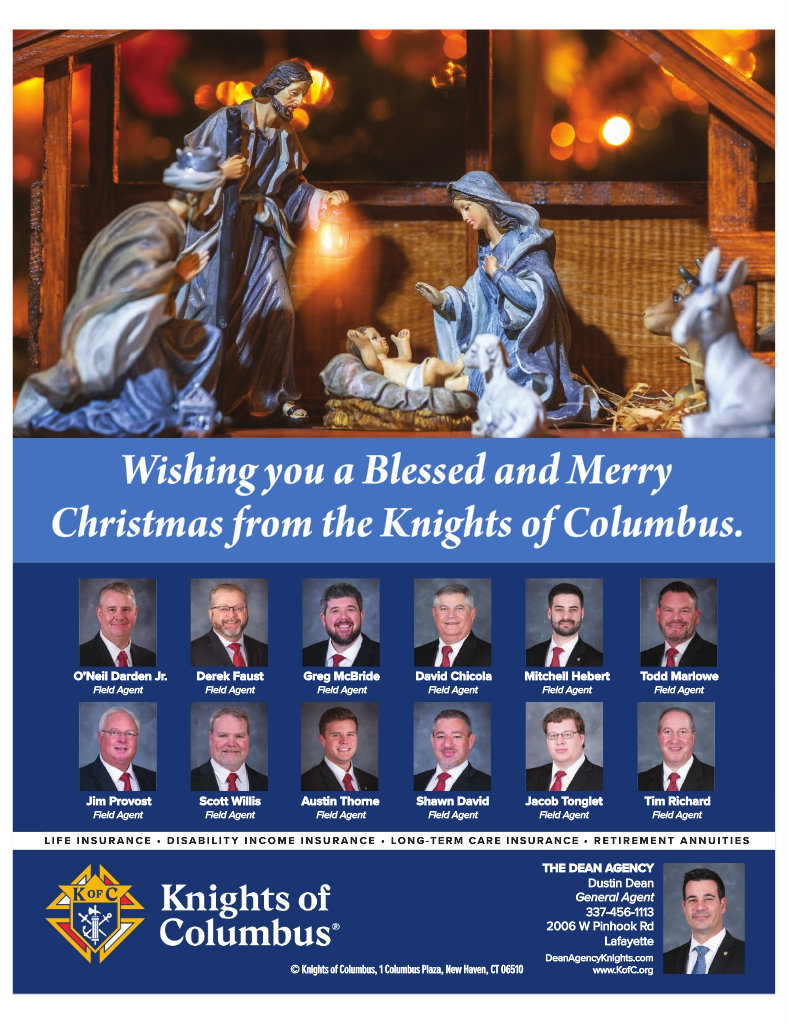 Wishing you a Blessed and Merry
Christmas from the Knights of Columbus.
O'Neil Darden Jr.
Field Agent
Derek Faust
Field Agent
Greg McBride
Field Agent
David Chicola
Field Agent
Mitchell Hebert
Field Agent
Todd Marlowe
Field Agent
Jim Provost
Field Agent
Scott Willis
Field Agent
Austin Thorne
Field Agent
Shawn David
Field Agent
Jacob Tonglet
Field Agent
Tim Richard
Field Agent
LIFE INSURANCE • DISABILITY INCOME INSURANCE • LONG-TERM CARE INSURANCE • RETIREMENT ANNUITIES
K OF C
Knights of
Columbus®
THE DEAN AGENCY
Dustin Dean
General Agent
337-456-1113
2006 W Pinhook Rd
Lafayette
DeanAgencyKnights.com
www.KofC.org
© Knights of Columbus, 1 Columbus Plaza, New Haven, CT 06510